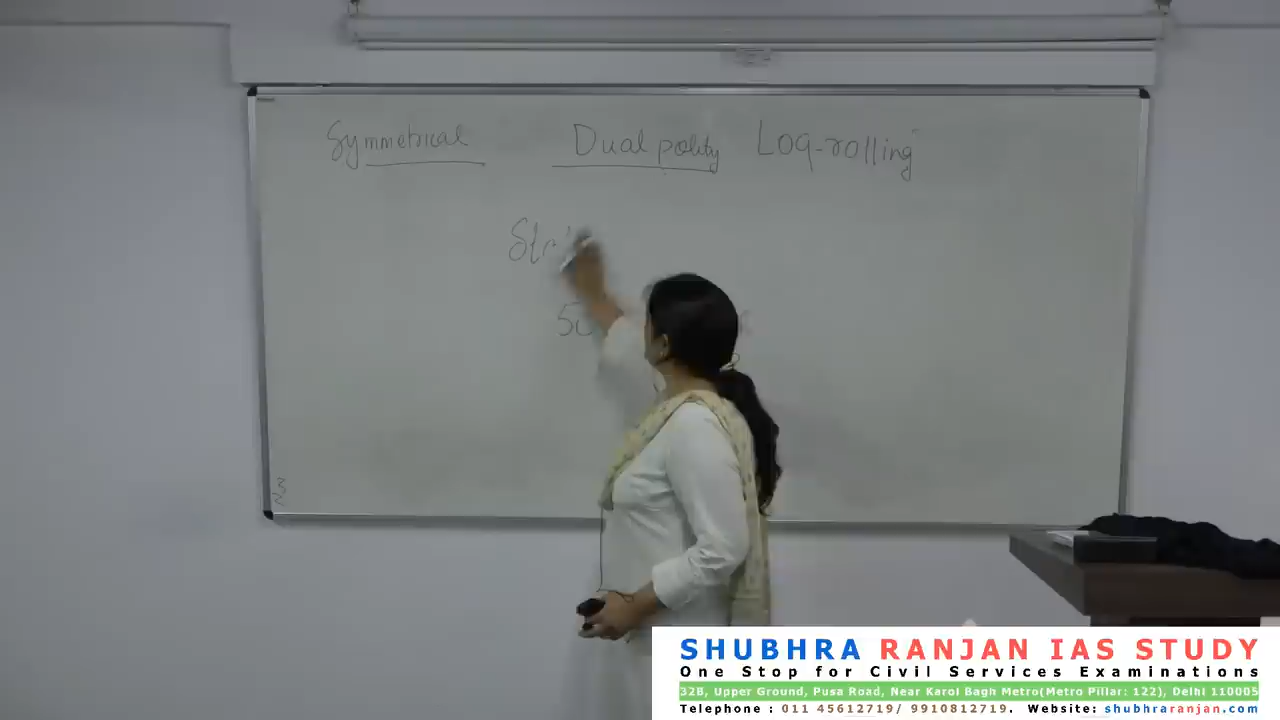 Symmetrical Dual polity Log-rolling
SHUBHRA RANJAN IAS STUDY
One Stop for Civil Services Examinations
32B, Upper Ground, Pusa Road, Near Karol Bagh Metro(Metro Pillar: 122), Delhi 110005
Telephone : 011 45612719/ 9910812719. Website: shubhraranjan.com